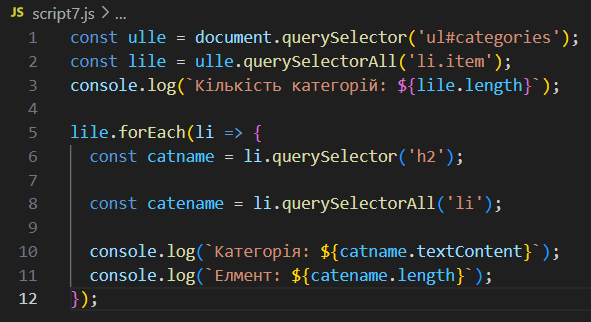 JS script7.js > ...
1 const ulle = document.querySelector('ul#categories');
2 const lile = ulle.querySelectorAll('li.item');
3 console.log(`Кількість категорій: ${lile.length}`);
4
5 lile.forEach(li => {
6 const catname = li.querySelector('h2');
7
8 const catename = li.querySelectorAll('li');
9
10 console.log(`Категорія: ${catname.textContent}`);
11 console.log(`Елмент: ${catename.length}`);
12 });